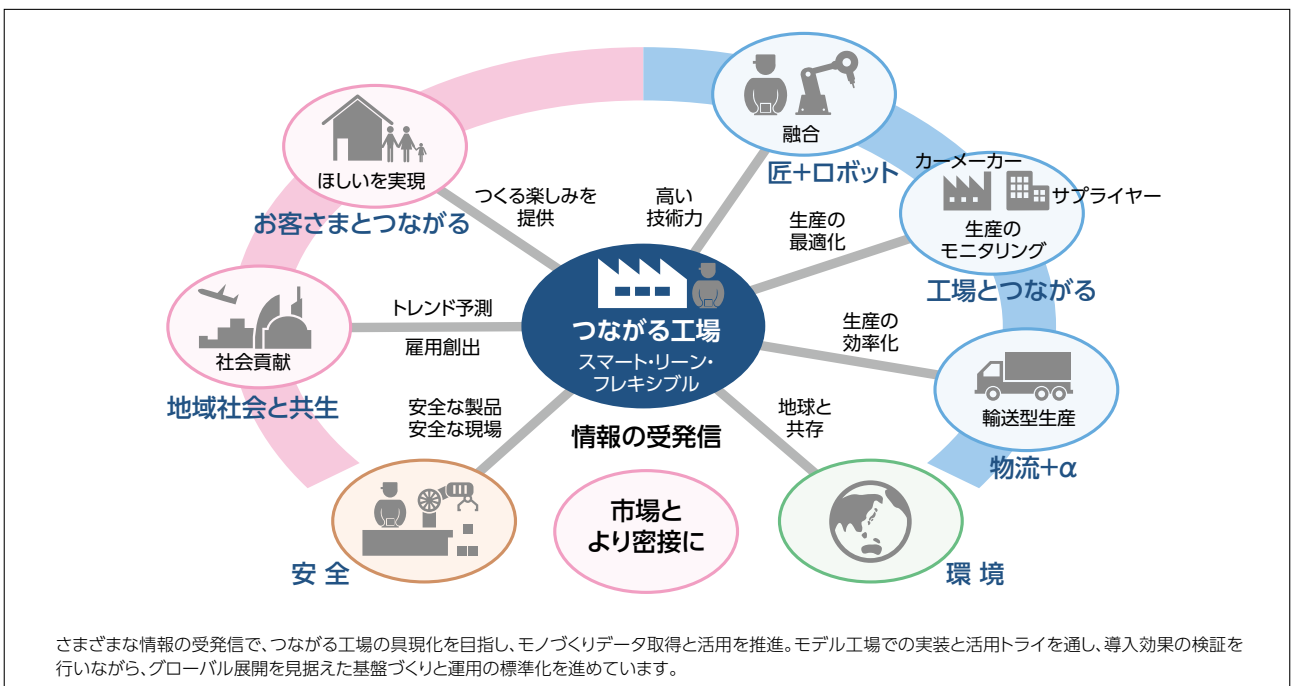 融合
匠+ロボット
カーメーカー
サプライヤー
生産の
モニタリング
工場とつながる
ほしいを実現
お客さまとつながる
つくる楽しみを
提供
高い
技術力
生産の
最適化
つながる工場
スマート・リーン・
フレキシブル
情報の受発信
トレンド予測
雇用創出
社会貢献
地域社会と共生
生産の
効率化
輸送型生産
物流+α
安全な製品
安全な現場
地球と
共存
安 全
市場と
より密接に
環 境
さまざまな情報の受発信で、つながる工場の具現化を目指し、モノづくりデータ取得と活用を推進。モデル工場での実装と活用トライを通し、導入効果の検証を
行いながら、グローバル展開を見据えた基盤づくりと運用の標準化を進めています。